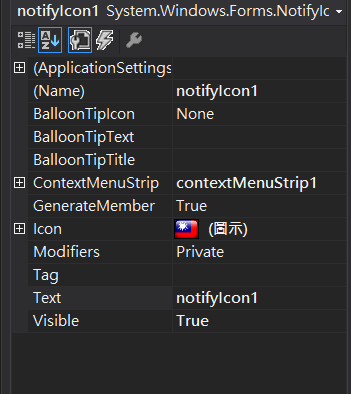 notifyIcon1 System.Windows.Forms.NotifyIc
(ApplicationSettings
(Name) notifyIcon1
BalloonTipIcon None
BalloonTipText
BalloonTipTitle
ContextMenuStrip contextMenuStrip1
GenerateMember True
Icon (圖示)
Modifiers Private
Tag
Text notifyIcon1
Visible True